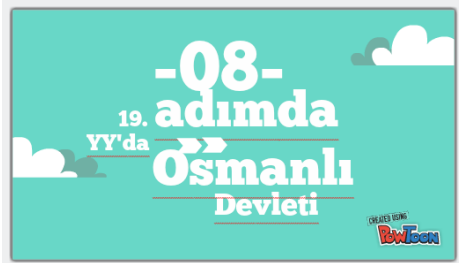 -08-
19. adımda
YY'da
Osmanlı
Devleti
CREATED USING
POWTOON